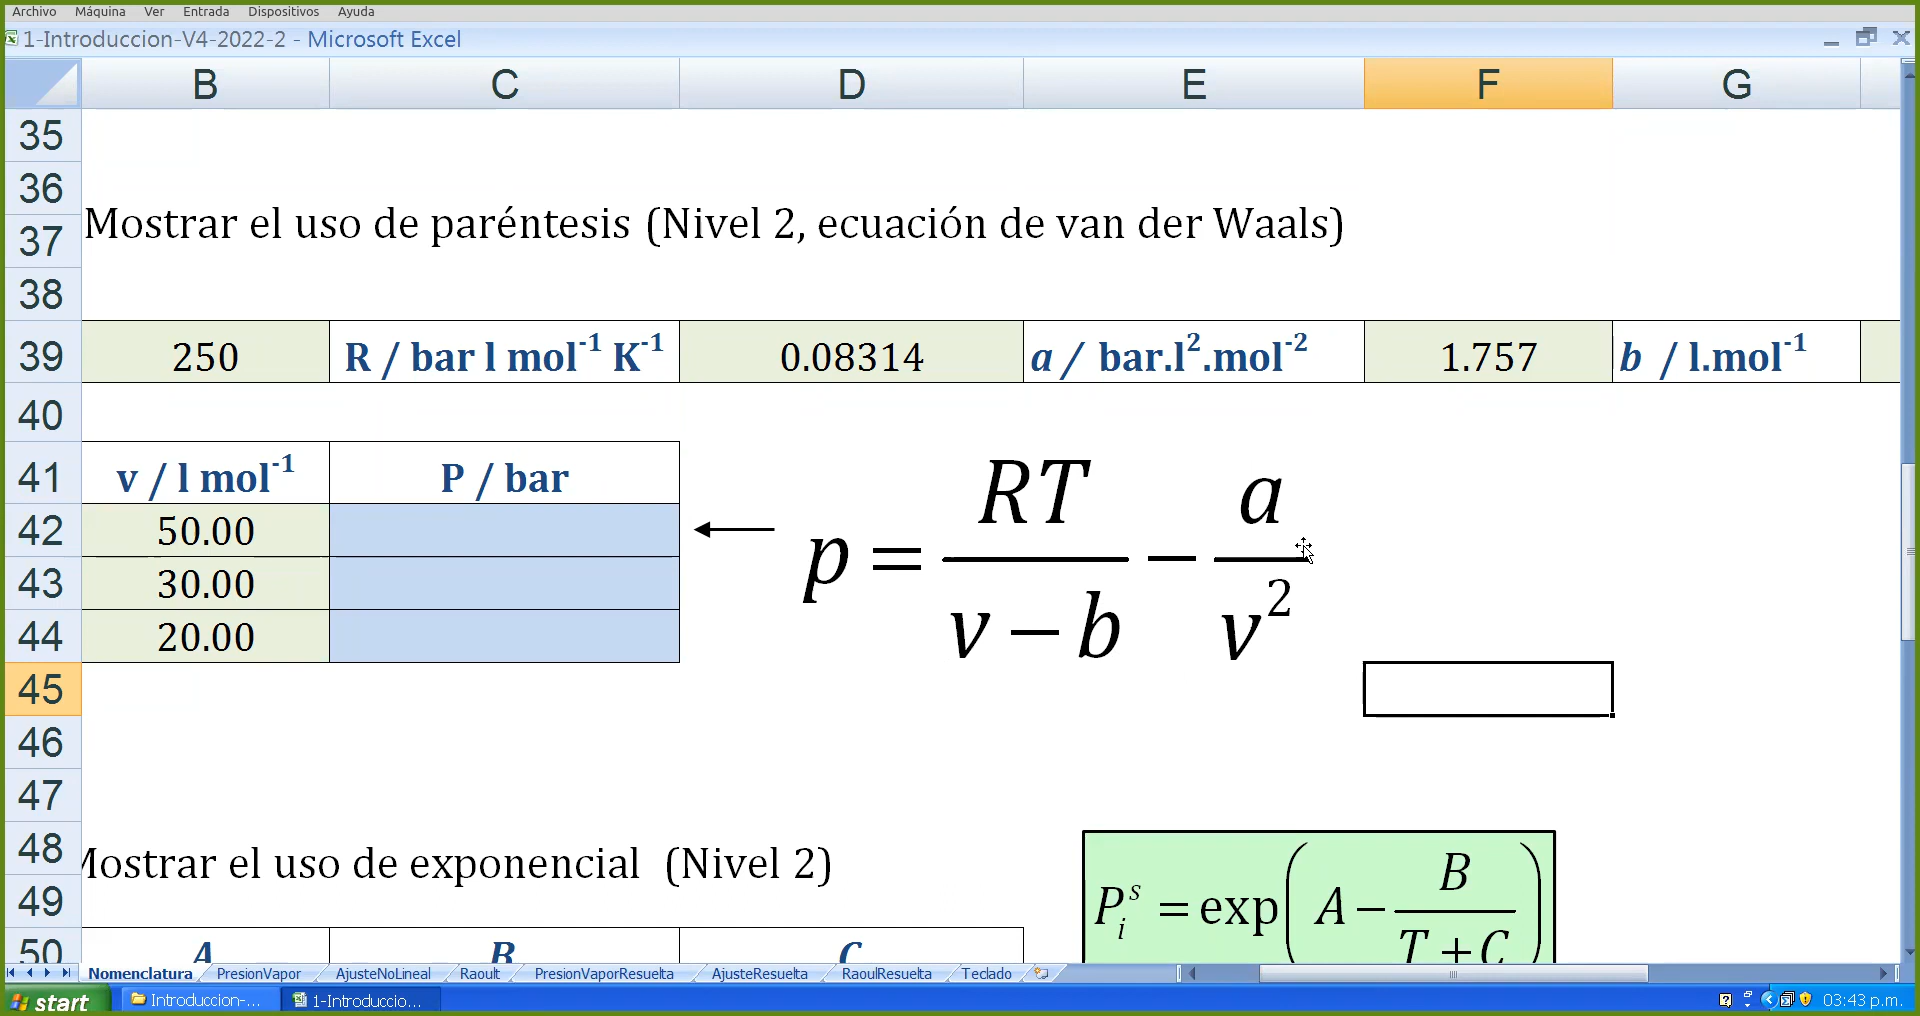 Archivo Máquina Ver Entrada Dispositivos Ayuda
1-Introduccion-V4-2022-2 - Microsoft Excel
B C D E F G
35
36
37 Mostrar el uso de paréntesis (Nivel 2, ecuación de van der Waals)
38
39 250 R / bar l mol⁻¹ K⁻¹ 0.08314 a / bar.l².mol⁻² 1.757 b / l.mol⁻¹
40
41 v / l mol⁻¹ P / bar
42 50.00
43 30.00
44 20.00
p = RT / (v − b) − a / v²
45
46
47
48 Mostrar el uso de exponencial (Nivel 2)
49
P_i^s = exp( A − B / (T + C) )
50 A B C
Nomenclatura PresionVapor AjusteNoLineal Raoult PresionVaporResuelta AjusteResuelta RaoulResuelta Teclado
start Introduccion-... 1-Introduccio... 03:43 p.m.